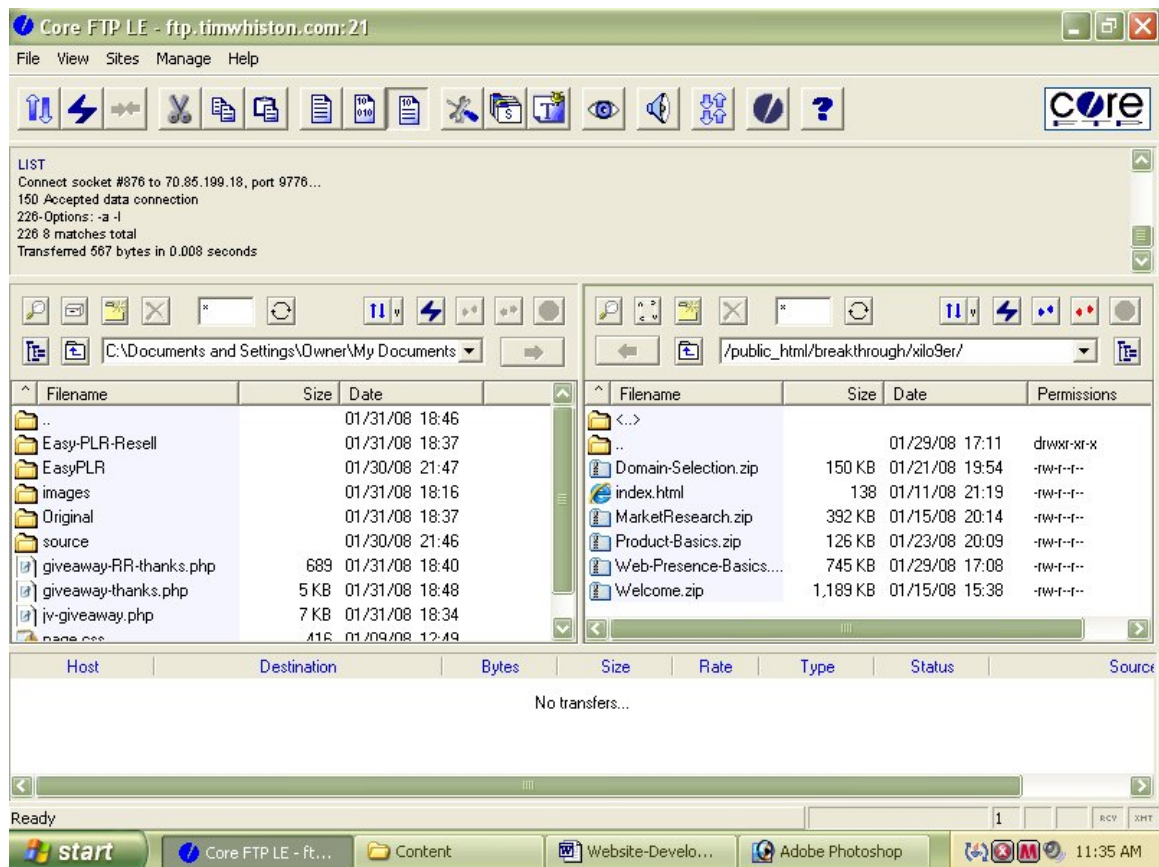 Core FTP LE - ftp.timwhiston.com:21
File View Sites Manage Help
core
LIST
Connect socket #876 to 70.85.199.18, port 9776...
150 Accepted data connection
226-Options: -a -l
226 8 matches total
Transferred 567 bytes in 0.008 seconds
* *
C:\Documents and Settings\Owner\My Documents /public_html/breakthrough/xilo9er/
^ Filename Size Date ^ Filename Size Date Permissions
.. 01/31/08 18:46 <..>
Easy-PLR-Resell 01/31/08 18:37 .. 01/29/08 17:11 drwxr-xr-x
EasyPLR 01/30/08 21:47 Domain-Selection.zip 150 KB 01/21/08 19:54 -rw-r--r--
images 01/31/08 18:16 index.html 138 01/11/08 21:19 -rw-r--r--
Original 01/31/08 18:37 MarketResearch.zip 392 KB 01/15/08 20:14 -rw-r--r--
source 01/30/08 21:46 Product-Basics.zip 126 KB 01/23/08 20:09 -rw-r--r--
giveaway-RR-thanks.php 689 01/31/08 18:40 Web-Presence-Basics.... 745 KB 01/29/08 17:08 -rw-r--r--
giveaway-thanks.php 5 KB 01/31/08 18:48 Welcome.zip 1,189 KB 01/15/08 15:38 -rw-r--r--
jv-giveaway.php 7 KB 01/31/08 18:34
page.css 416 01/09/08 12:49
Host Destination Bytes Size Rate Type Status Source
No transfers...
Ready 1 RCV XMT
start Core FTP LE - ft... Content Website-Develo... Adobe Photoshop 11:35 AM